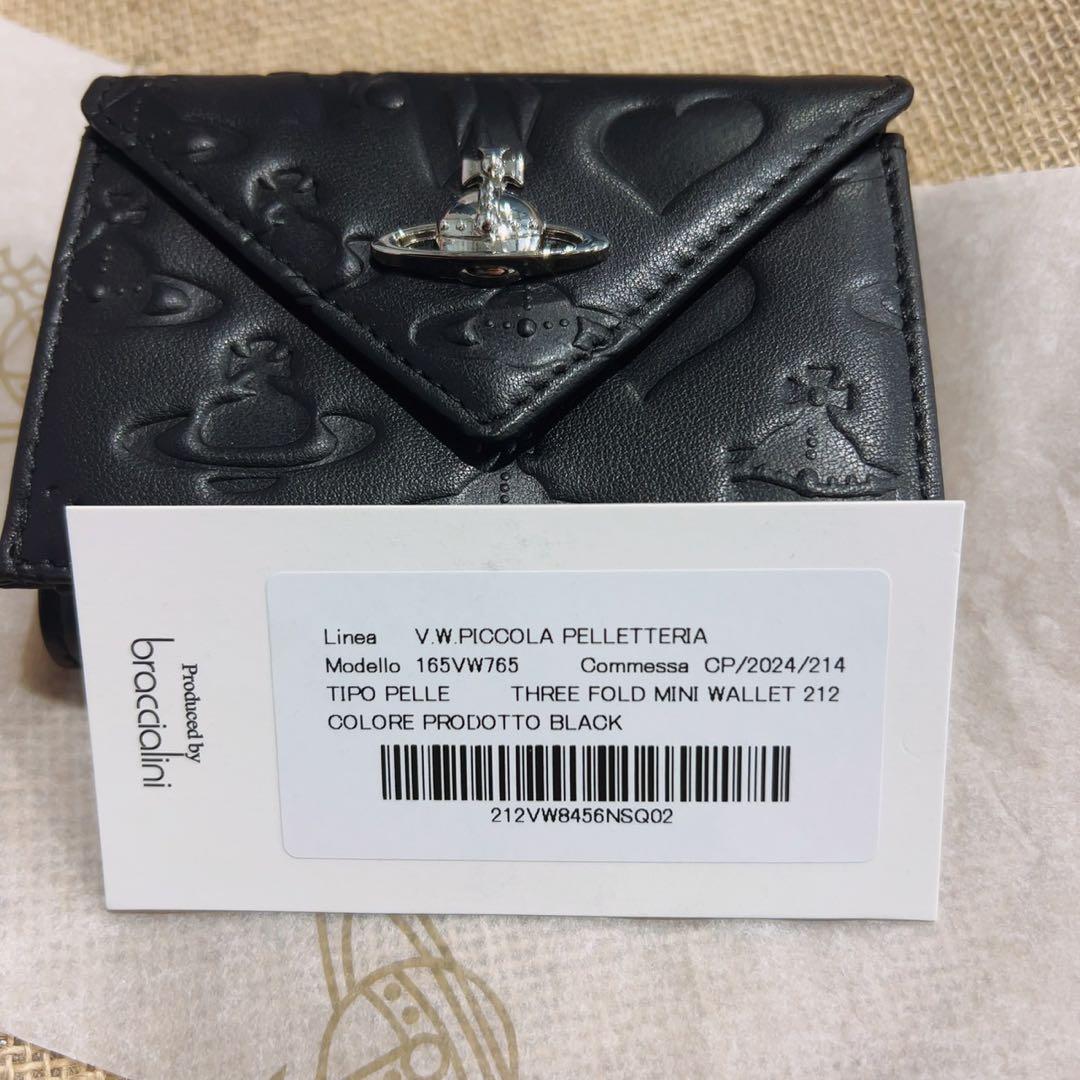 Produced by
braccialini
Linea V.W.PICCOLA PELLETTERIA
Modello 165VW765 Commessa CP/2024/214
TIPO PELLE THREE FOLD MINI WALLET 212
COLORE PRODOTTO BLACK
212VW8456NSQ02